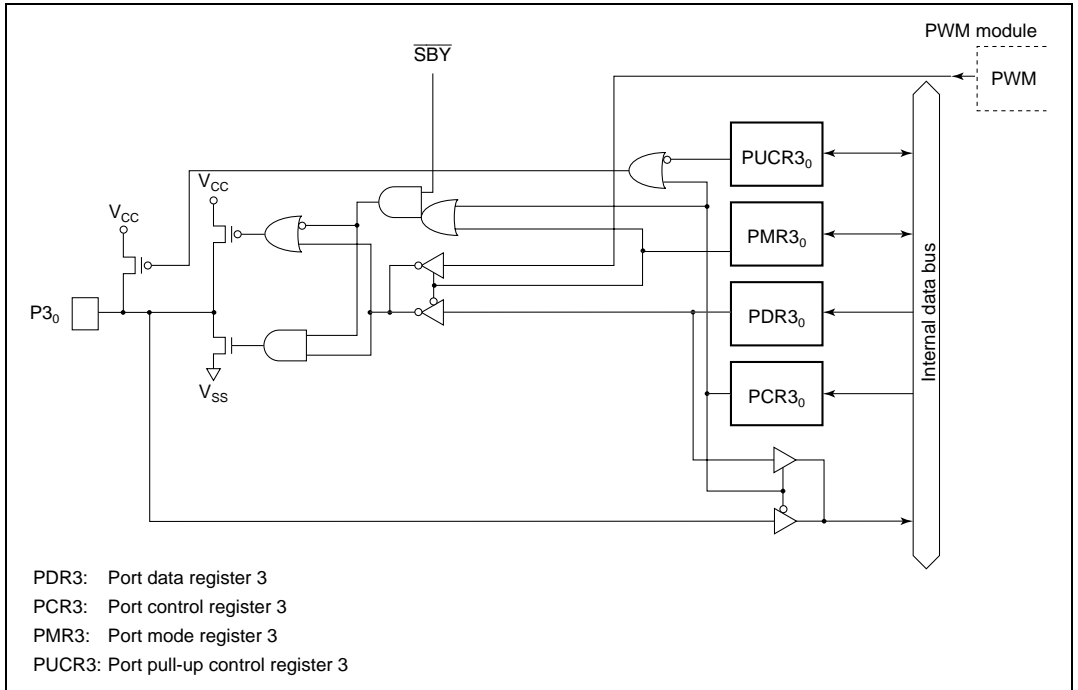 PWM module
SBY
PWM
PUCR3₀
V_CC
V_CC
PMR3₀
P3₀
PDR3₀
V_SS
PCR3₀
Internal data bus
PDR3: Port data register 3
PCR3: Port control register 3
PMR3: Port mode register 3
PUCR3: Port pull-up control register 3